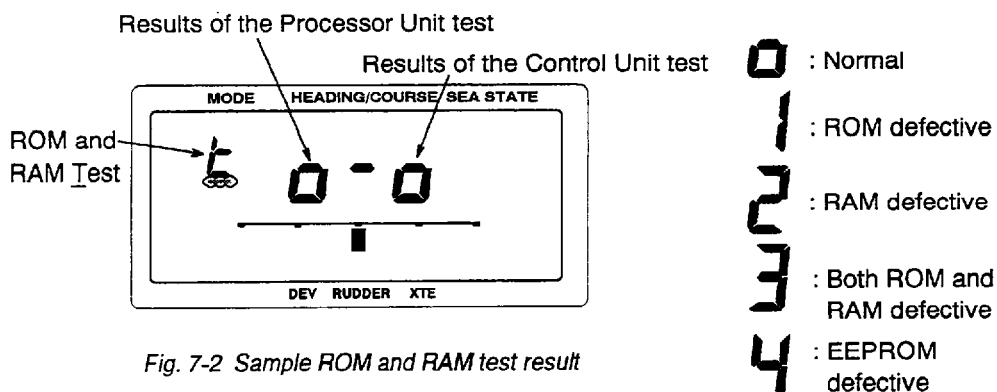 Results of the Processor Unit test
Results of the Control Unit test
MODE HEADING/COURSE/SEA STATE
ROM and
RAM Test
t 0 - 0
DEV RUDDER XTE
Fig. 7-2 Sample ROM and RAM test result
0 : Normal
1 : ROM defective
2 : RAM defective
3 : Both ROM and
RAM defective
4 : EEPROM
defective